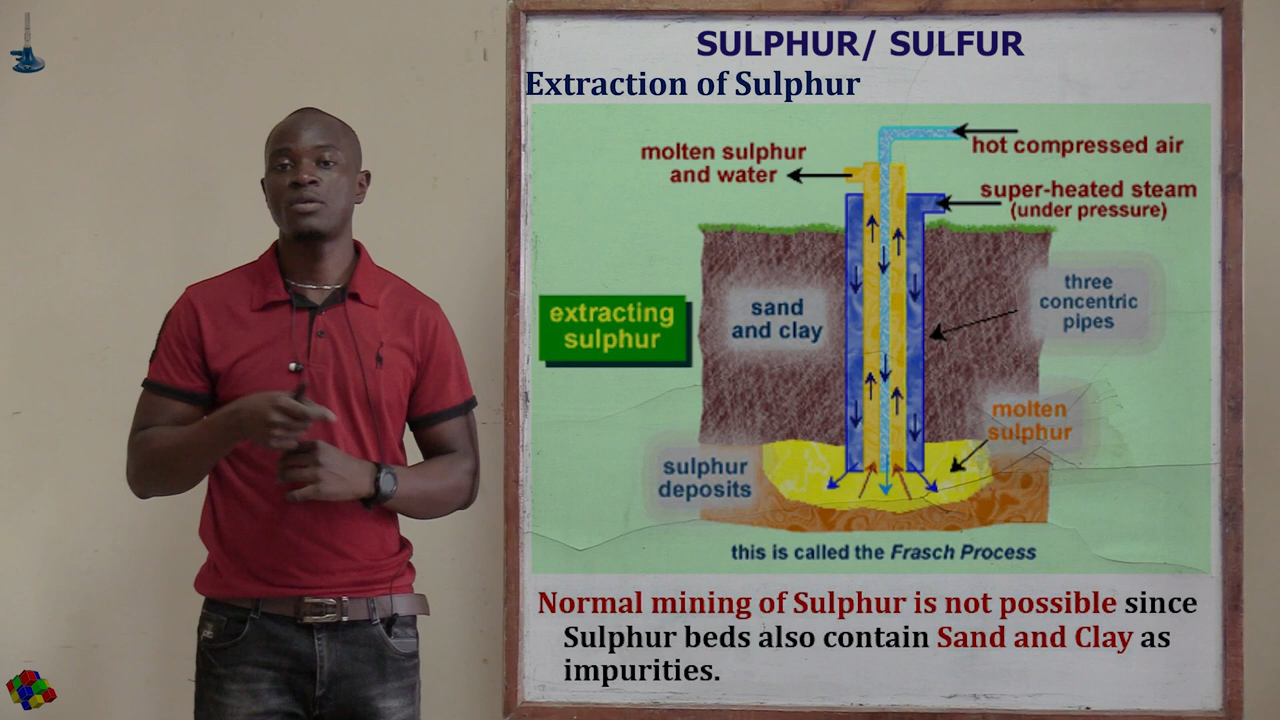 SULPHUR/ SULFUR
Extraction of Sulphur
molten sulphur
and water
hot compressed air
super-heated steam
(under pressure)
sand
and clay
three
concentric
pipes
extracting
sulphur
molten
sulphur
sulphur
deposits
this is called the Frasch Process
Normal mining of Sulphur is not possible since
Sulphur beds also contain Sand and Clay as
impurities.